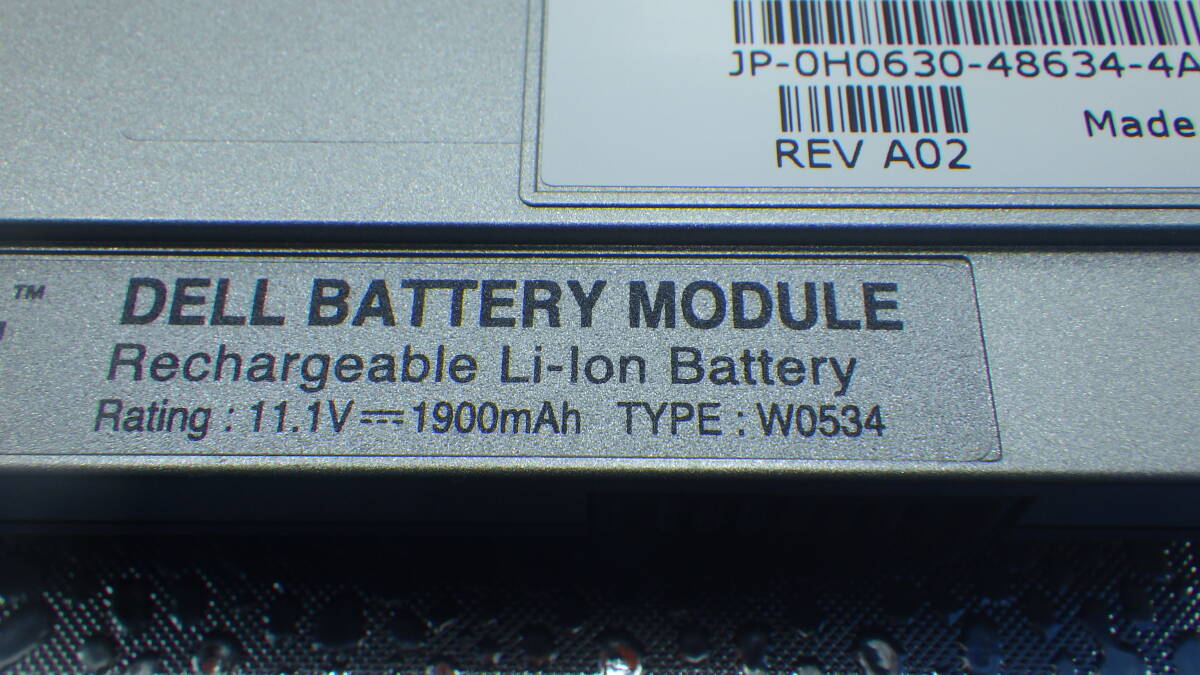 JP-0H0630-48634-4A
Made
REV A02
™
DELL BATTERY MODULE
Rechargeable Li-Ion Battery
Rating : 11.1V⎓1900mAh TYPE : W0534